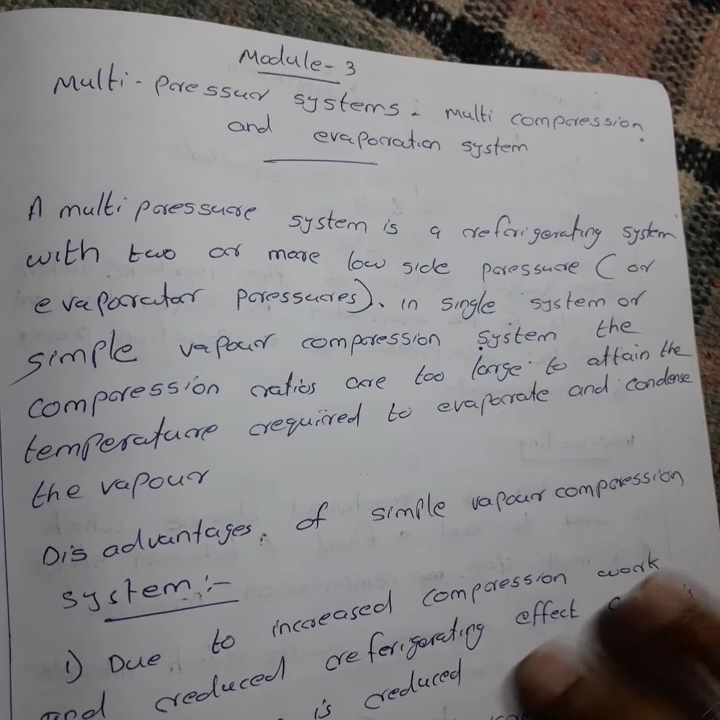 Module-3
Multi-pressur systems - multi compression
and evaporation system
A multi pressure system is a refrigerating system
with two or more low side pressure (or
evaporator pressures). in single system or
simple vapour compression system the
compression ratios are too large to attain the
temperature required to evaporate and condense
the vapour
Disadvantages of simple vapour compression
system:-
1) Due to increased compression work
and reduced refrigerating effect
is reduced